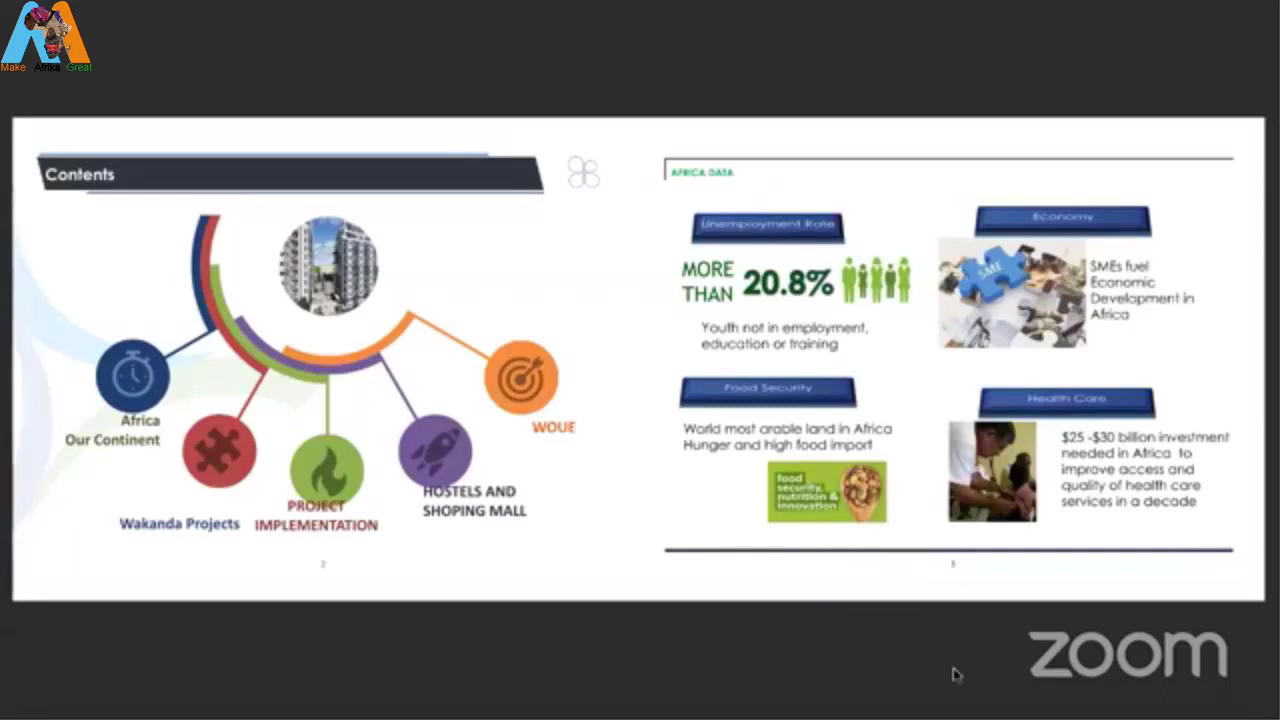 Make Afrika Great
Contents
Africa
Our Continent
Wakanda Projects
PROJECT
IMPLEMENTATION
HOSTELS AND
SHOPING MALL
WOUE
2
AFRICA DATA
Unemployment Rate
MORE
THAN
20.8%
Youth not in employment,
education or training
Economy
SME
SMEs fuel
Economic
Development in
Africa
Food Security
World most arable land in Africa
Hunger and high food import
food
security,
nutrition &
innovation
Health Care
$25 -$30 billion investment
needed in Africa to
improve access and
quality of health care
services in a decade
3
zoom